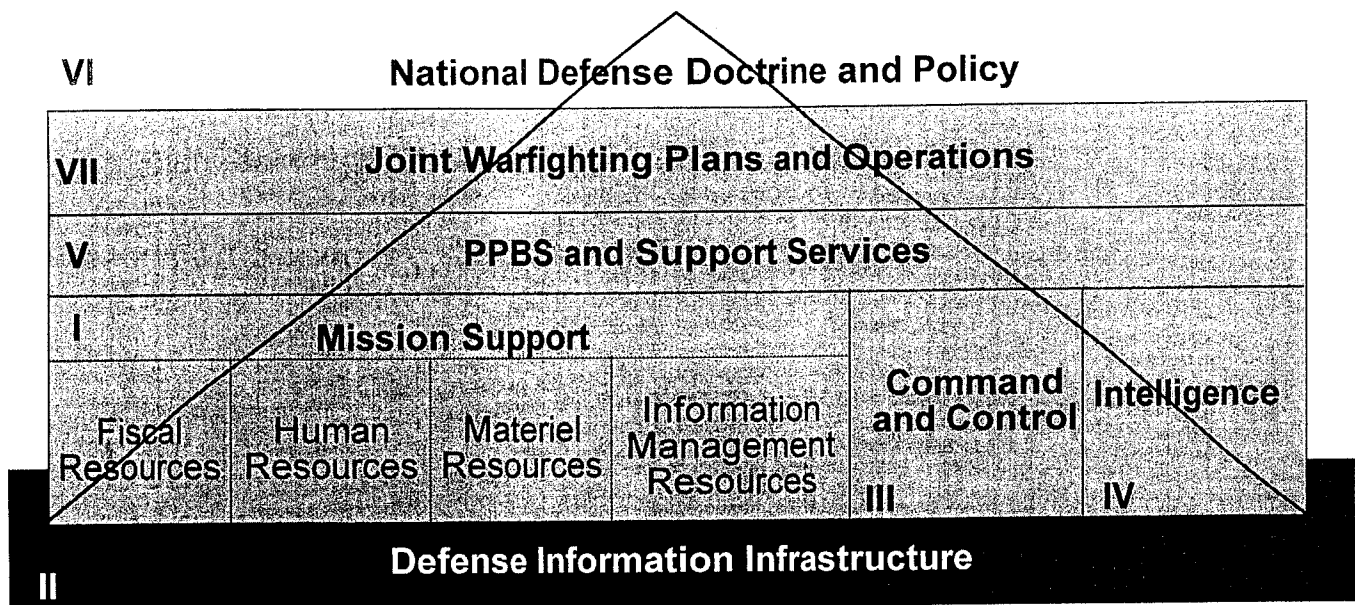 VI National Defense Doctrine and Policy
VII Joint Warfighting Plans and Operations
V PPBS and Support Services
I Mission Support
Fiscal
Resources
Human
Resources
Materiel
Resources
Information
Management
Resources
Command
and Control
III
Intelligence
IV
Defense Information Infrastructure
II